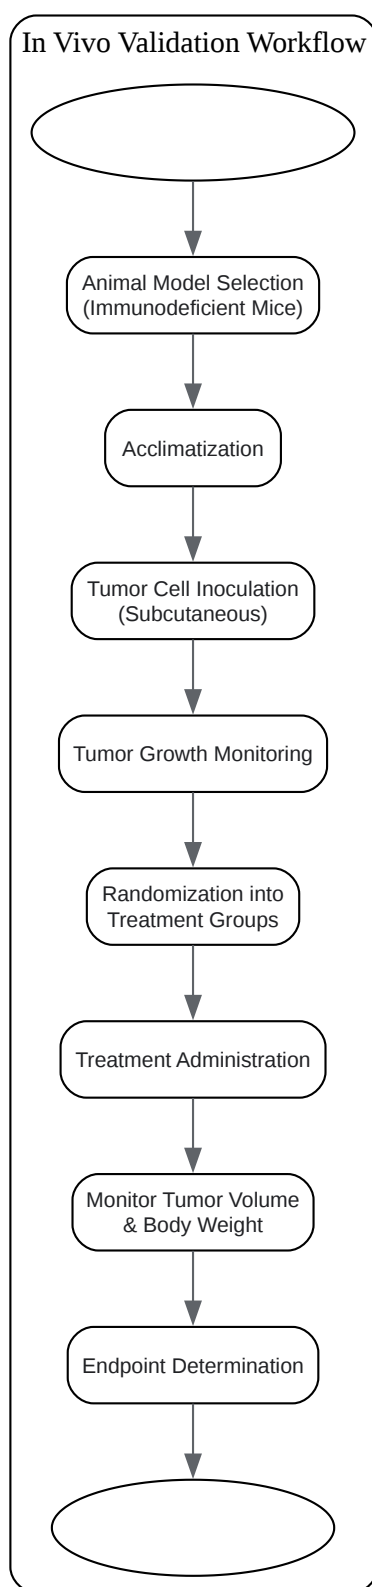 In Vivo Validation Workflow
Animal Model Selection
(Immunodeficient Mice)
Acclimatization
Tumor Cell Inoculation
(Subcutaneous)
Tumor Growth Monitoring
Randomization into
Treatment Groups
Treatment Administration
Monitor Tumor Volume
& Body Weight
Endpoint Determination